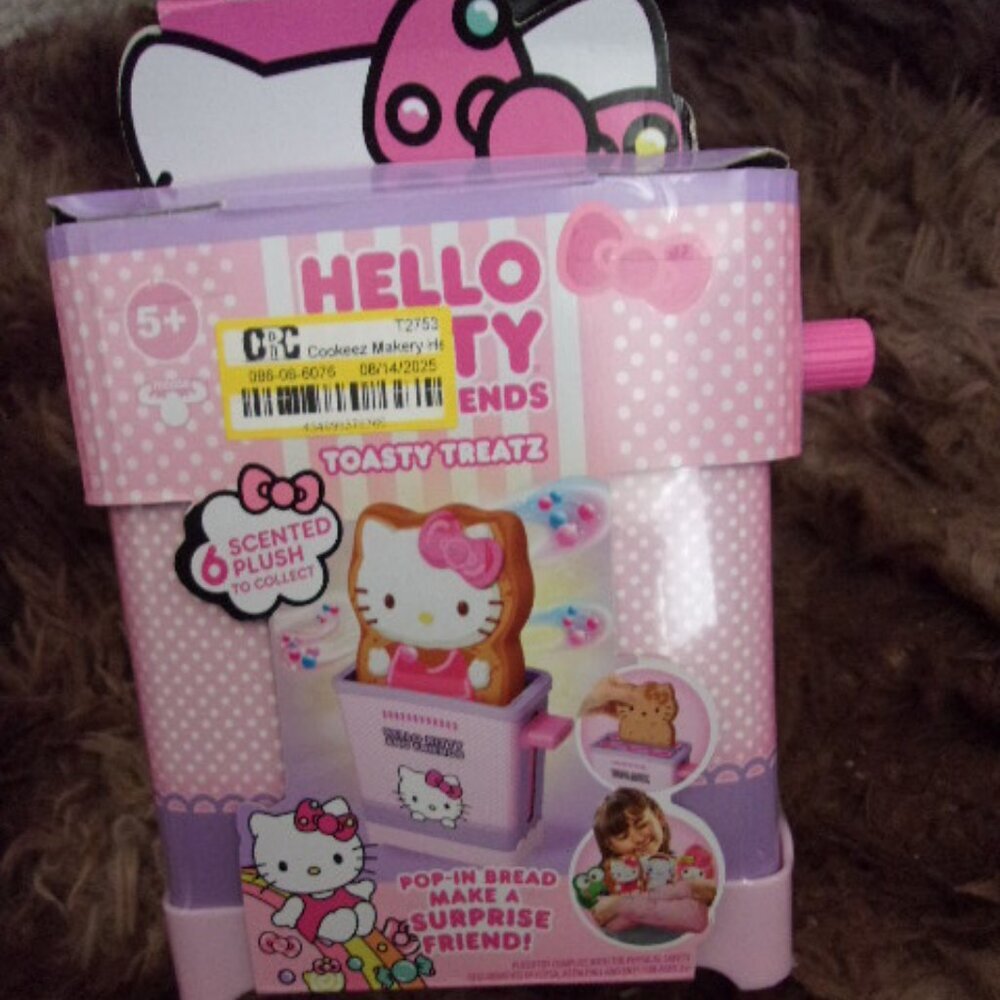 5+
HELLO
TY
ENDS
T2753
CRC Cookeez Makery He
086-06-6076 08/14/2025
TOASTY TREATZ
6 SCENTED
PLUSH
TO COLLECT
POP-IN BREAD
MAKE A
SURPRISE
FRIEND!